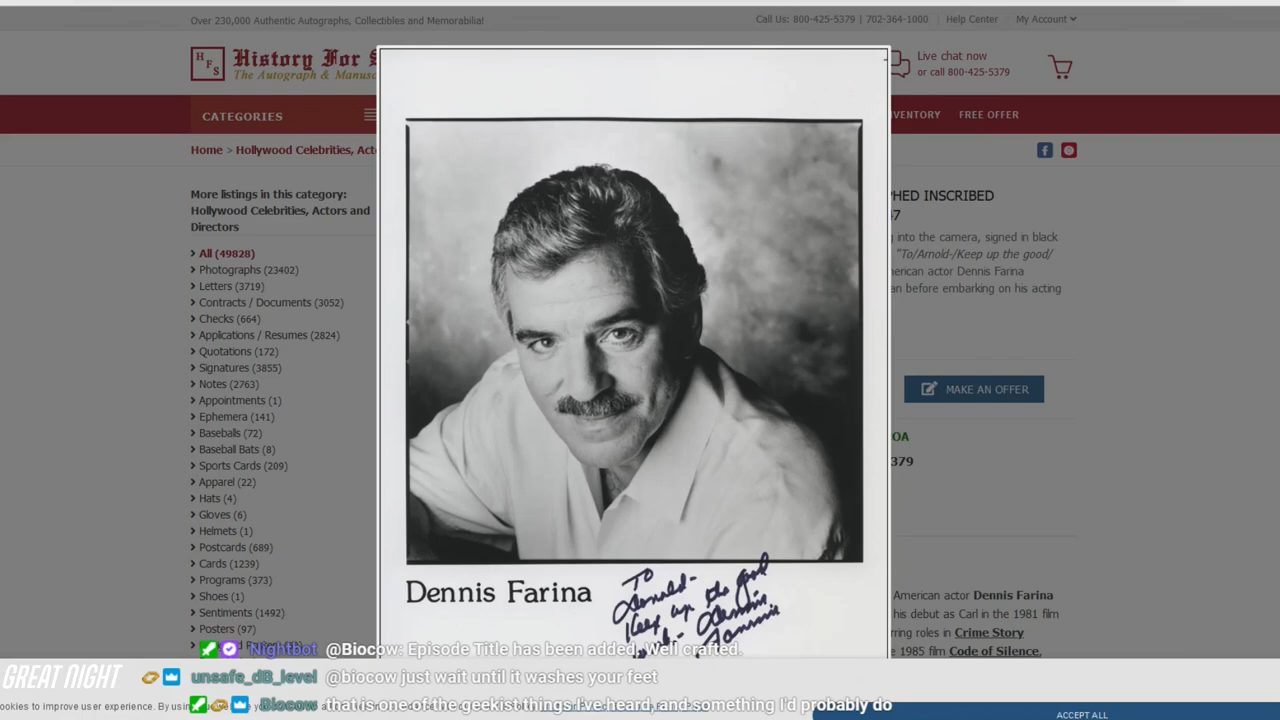 Over 230,000 Authentic Autographs, Collectibles and Memorabilia!
Call Us: 800-425-5379 | 702-364-1000 | Help Center | My Account
HFS
History For S
The Autograph & Manusc
Live chat now
or call 800-425-5379
CATEGORIES
NVENTORY
FREE OFFER
Home > Hollywood Celebrities, Act
More listings in this category:
Hollywood Celebrities, Actors and
Directors
All (49828)
Photographs (23402)
Letters (3719)
Contracts / Documents (3052)
Checks (664)
Applications / Resumes (2824)
Quotations (172)
Signatures (3855)
Notes (2763)
Appointments (1)
Ephemera (141)
Baseballs (72)
Baseball Bats (8)
Sports Cards (209)
Apparel (22)
Hats (4)
Gloves (6)
Helmets (1)
Postcards (689)
Cards (1239)
Programs (373)
Shoes (1)
Sentiments (1492)
Posters (97)
Dennis Farina
To
Keep up the good
Dennis
HED INSCRIBED
7
g into the camera, signed in black
"To/Arnold-/Keep up the good/
erican actor Dennis Farina
an before embarking on his acting
MAKE AN OFFER
OA
379
American actor Dennis Farina
his debut as Carl in the 1981 film
rring roles in Crime Story
e 1985 film Code of Silence.
Nightbot @Biocow: Episode Title has been added. Well crafted.
GREAT NIGHT
unsafe_dB_level @biocow just wait until it washes your feet
ookies to improve user experience. By using
Biocow that is one of the geekist things I've heard, and something I'd probably do
ACCEPT ALL